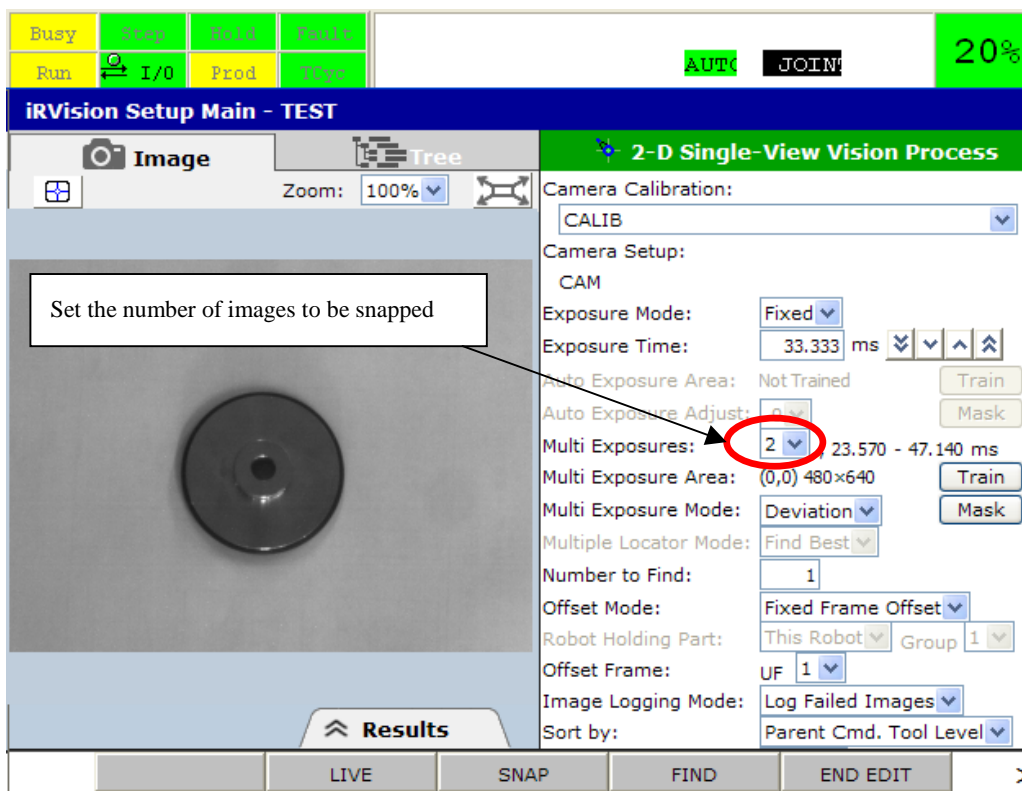 Busy Step Hold Fault
Run I/O Prod TCyc
AUTO JOINT 20%
iRVision Setup Main - TEST
Image Tree
2-D Single-View Vision Process
Zoom: 100%
Camera Calibration:
CALIB
Camera Setup:
CAM
Set the number of images to be snapped
Exposure Mode: Fixed
Exposure Time: 33.333 ms
Auto Exposure Area: Not Trained Train
Auto Exposure Adjust: 0 Mask
Multi Exposures: 2 , 23.570 - 47.140 ms
Multi Exposure Area: (0,0) 480×640 Train
Multi Exposure Mode: Deviation Mask
Multiple Locator Mode: Find Best
Number to Find: 1
Offset Mode: Fixed Frame Offset
Robot Holding Part: This Robot Group 1
Offset Frame: UF 1
Image Logging Mode: Log Failed Images
Results
Sort by: Parent Cmd. Tool Level
LIVE SNAP FIND END EDIT >